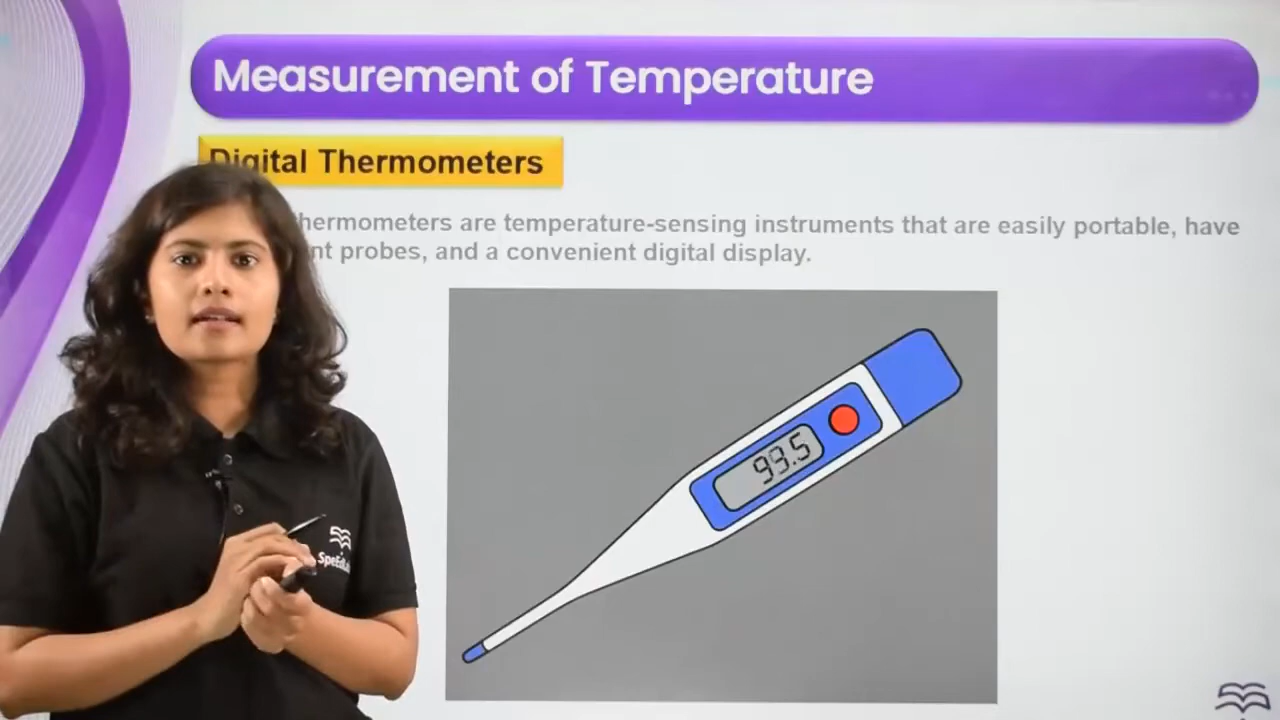 Measurement of Temperature
Digital Thermometers
hermometers are temperature-sensing instruments that are easily portable, have
nt probes, and a convenient digital display.
99.5